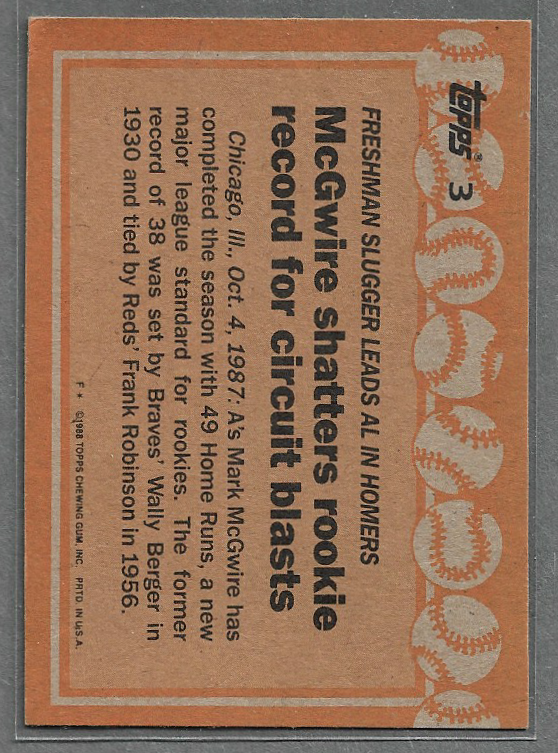 topps® 3
FRESHMAN SLUGGER LEADS AL IN HOMERS
McGwire shatters rookie
record for circuit blasts
Chicago, Ill., Oct. 4, 1987: A's Mark McGwire has
completed the season with 49 Home Runs, a new
major league standard for rookies. The former
record of 38 was set by Braves' Wally Berger in
1930 and tied by Reds' Frank Robinson in 1956.
F * ©1988 TOPPS CHEWING GUM, INC. PRTD. IN U.S.A.